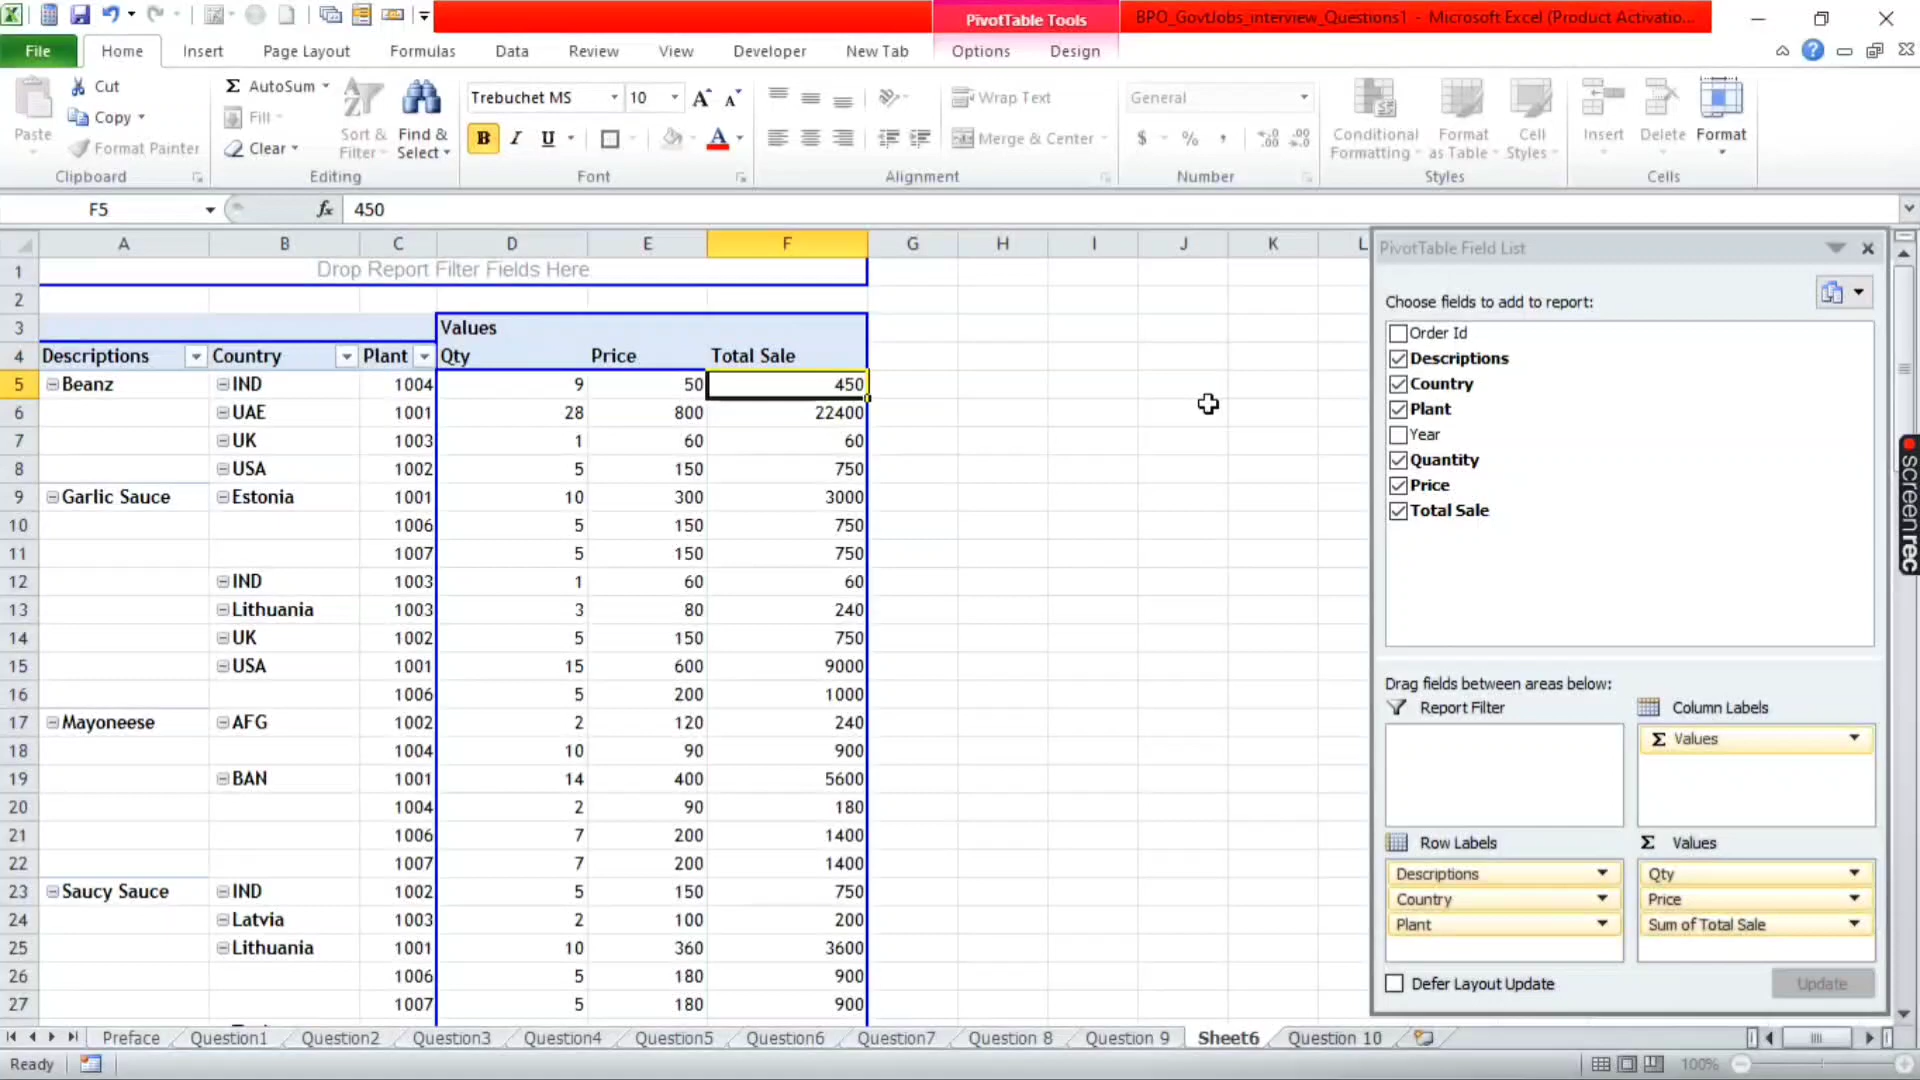 PivotTable Tools
BPO_GovtJobs_interview_Questions1 - Microsoft Excel (Product Activatio...
File Home Insert Page Layout Formulas Data Review View Developer New Tab Options Design
Cut AutoSum Trebuchet MS 10 Wrap Text General
Paste Copy Fill Sort & Filter Find & Select Conditional Formatting Format as Table Cell Styles Insert Delete Format
Format Painter Clear B I U Merge & Center $ % ,
Clipboard Editing Font Alignment Number Styles Cells
F5 fx 450
A B C D E F G H I J K L
1 Drop Report Filter Fields Here
2
3 Values
4 Descriptions Country Plant Qty Price Total Sale
5 Beanz IND 1004 9 50 450
6 UAE 1001 28 800 22400
7 UK 1003 1 60 60
8 USA 1002 5 150 750
9 Garlic Sauce Estonia 1001 10 300 3000
10 1006 5 150 750
11 1007 5 150 750
12 IND 1003 1 60 60
13 Lithuania 1003 3 80 240
14 UK 1002 5 150 750
15 USA 1001 15 600 9000
16 1006 5 200 1000
17 Mayoneese AFG 1002 2 120 240
18 1004 10 90 900
19 BAN 1001 14 400 5600
20 1004 2 90 180
21 1006 7 200 1400
22 1007 7 200 1400
23 Saucy Sauce IND 1002 5 150 750
24 Latvia 1003 2 100 200
25 Lithuania 1001 10 360 3600
26 1006 5 180 900
27 1007 5 180 900
PivotTable Field List
Choose fields to add to report:
Order Id
Descriptions
Country
Plant
Year
Quantity
Price
Total Sale
Drag fields between areas below:
Report Filter Column Labels
Σ Values
Row Labels Σ Values
Descriptions Qty
Country Price
Plant Sum of Total Sale
Defer Layout Update Update
screenrec
Preface Question1 Question2 Question3 Question4 Question5 Question6 Question7 Question 8 Question 9 Sheet6 Question 10
Ready 100%